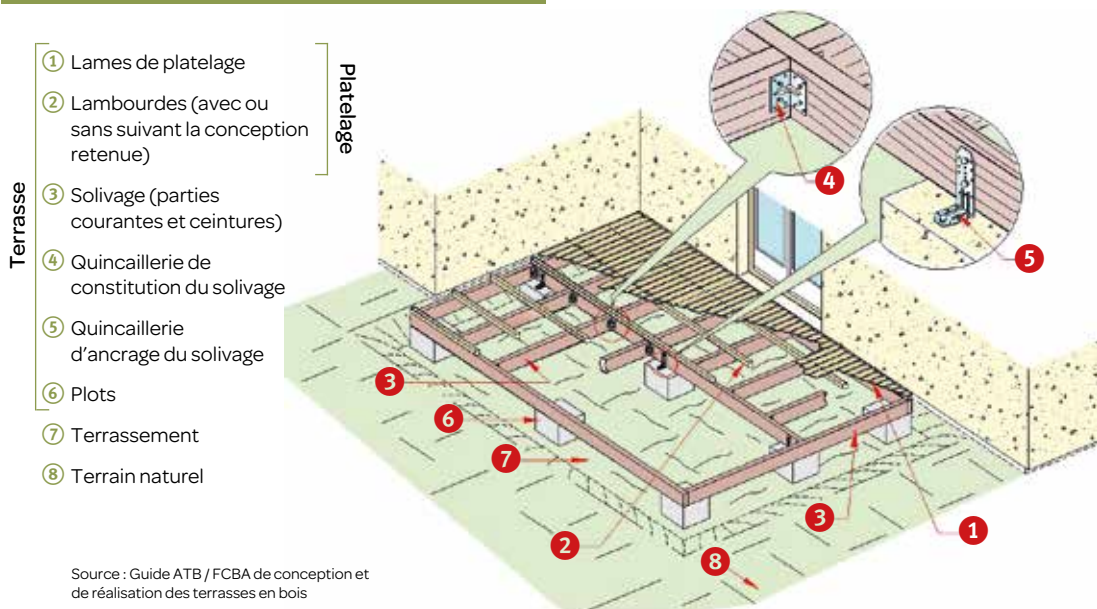 Terrasse
① Lames de platelage
② Lambourdes (avec ou
sans suivant la conception
retenue)
Platelage
③ Solivage (parties
courantes et ceintures)
④ Quincaillerie de
constitution du solivage
⑤ Quincaillerie
d'ancrage du solivage
⑥ Plots
⑦ Terrassement
⑧ Terrain naturel
Source : Guide ATB / FCBA de conception et
de réalisation des terrasses en bois
4
5
3
6
7
2
8
3
1